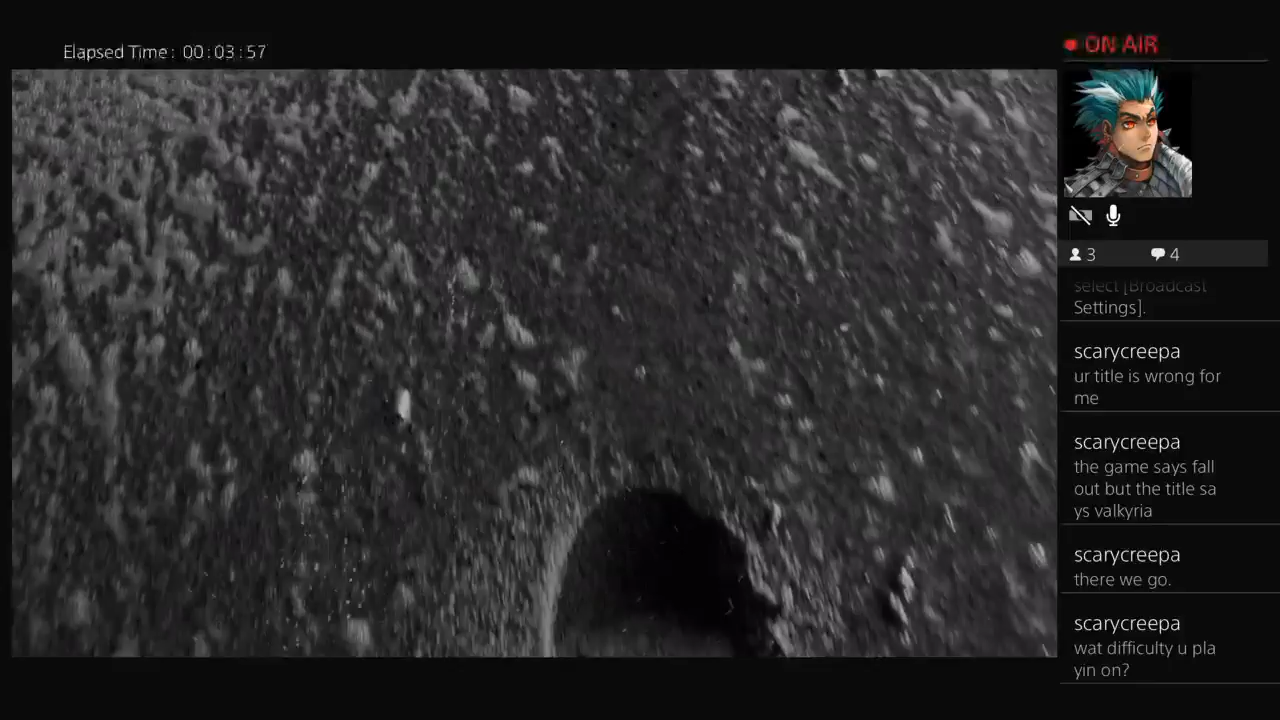 Elapsed Time: 00:03:57
ON AIR
3
4
select [Broadcast
Settings].
scarycreepa
ur title is wrong for
me
scarycreepa
the game says fall
out but the title sa
ys valkyria
scarycreepa
there we go.
scarycreepa
wat difficulty u pla
yin on?